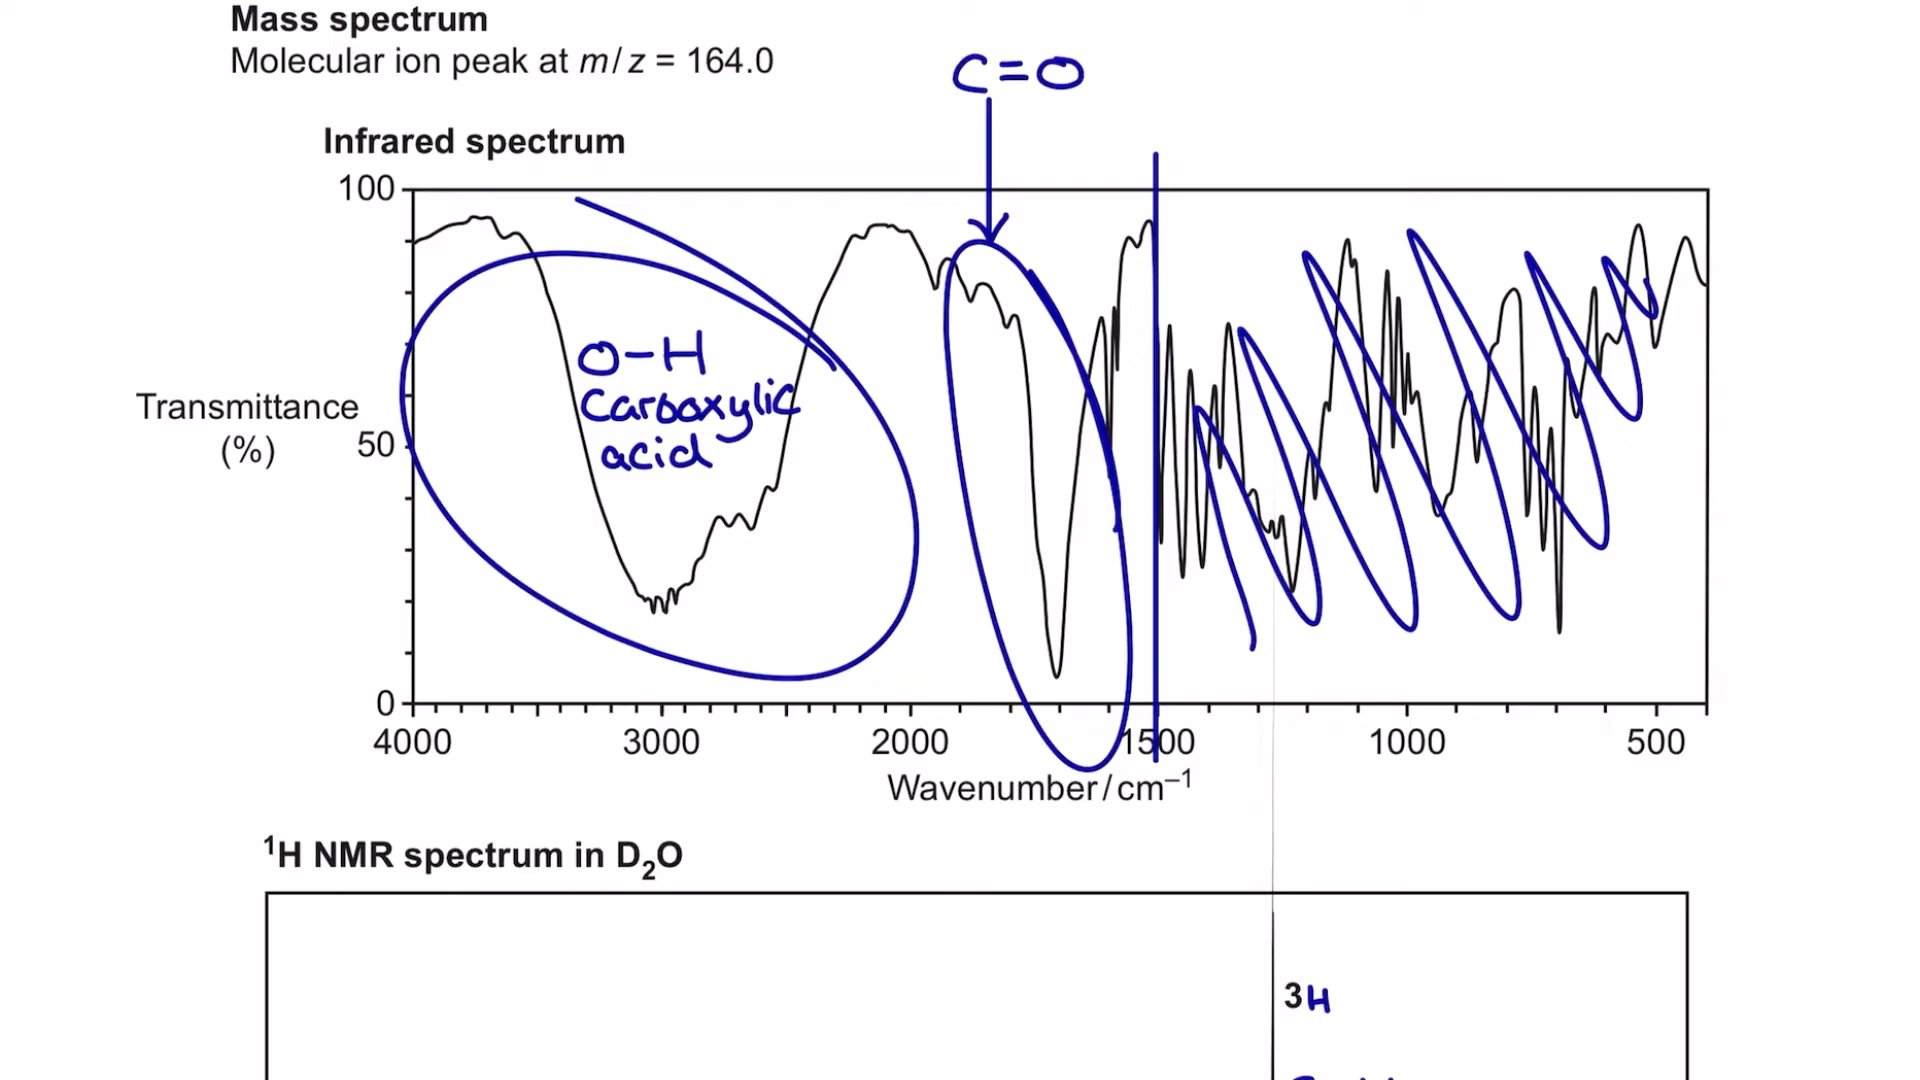 Mass spectrum
Molecular ion peak at m/z = 164.0
C=O
Infrared spectrum
100
O-H
Carboxylic
acid
Transmittance
(%)
50
0
4000 3000 2000 1500 1000 500
Wavenumber/cm⁻¹
¹H NMR spectrum in D₂O
3H